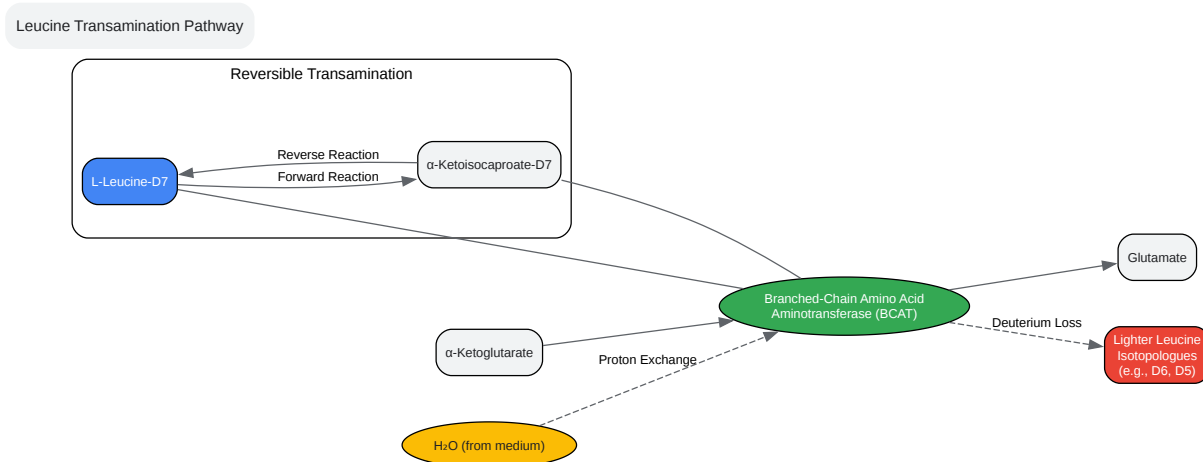 Leucine Transamination Pathway
Reversible Transamination
Reverse Reaction
Forward Reaction
L-Leucine-D7
α-Ketoisocaproate-D7
Branched-Chain Amino Acid
Aminotransferase (BCAT)
Glutamate
Deuterium Loss
Lighter Leucine
Isotopologues
(e.g., D6, D5)
α-Ketoglutarate
Proton Exchange
H₂O (from medium)